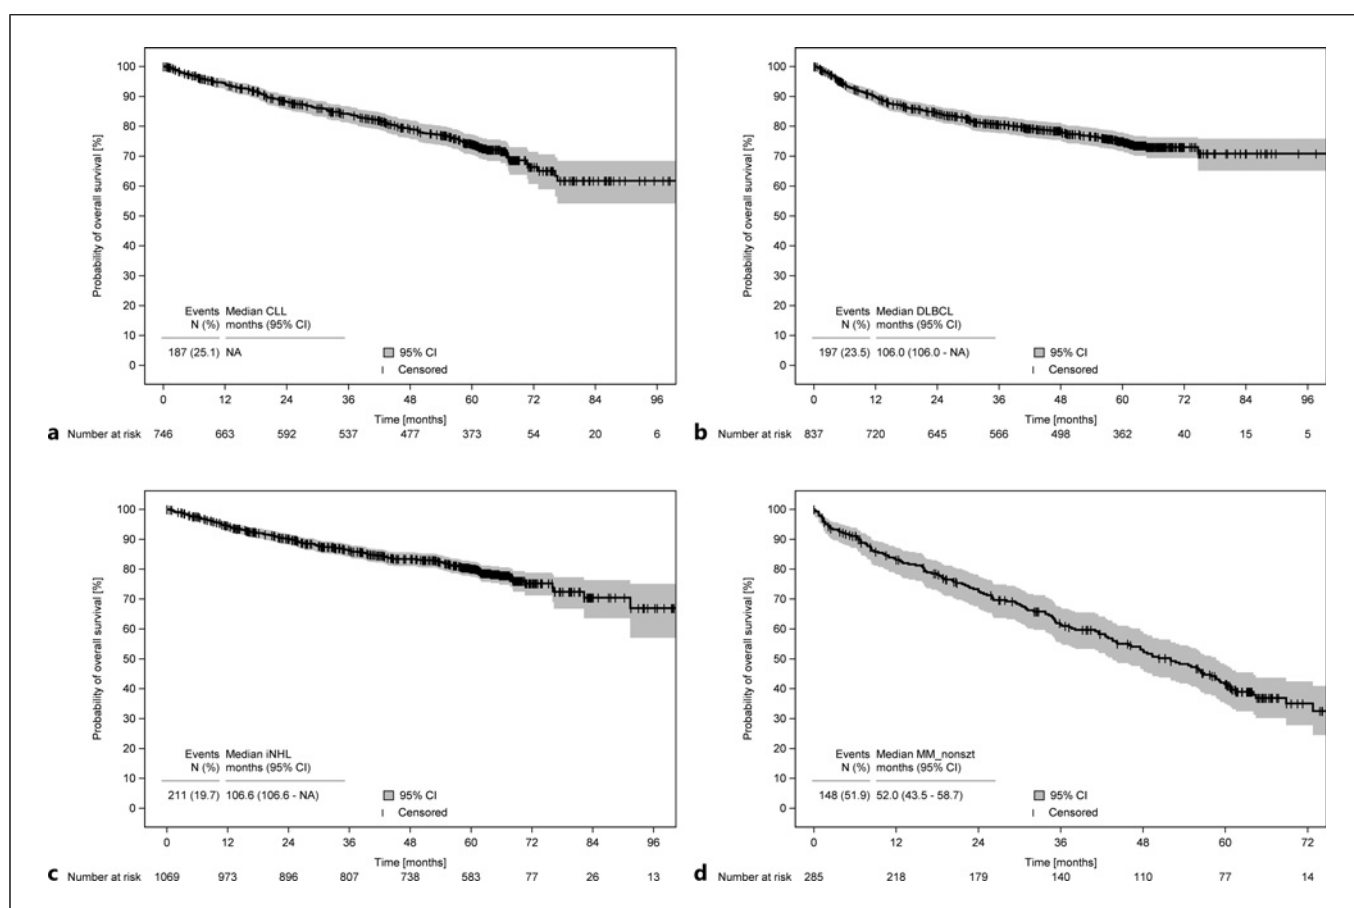 Probability of overall survival [%]
100
90
80
70
60
50
40
30
20
10
0
Events Median CLL
N (%) months (95% CI)
187 (25.1) NA
95% CI
Censored
0 12 24 36 48 60 72 84 96
Time [months]
a Number at risk 746 663 592 537 477 373 54 20 6
Probability of overall survival [%]
100
90
80
70
60
50
40
30
20
10
0
Events Median DLBCL
N (%) months (95% CI)
197 (23.5) 106.0 (106.0 - NA)
95% CI
Censored
0 12 24 36 48 60 72 84 96
Time [months]
b Number at risk 837 720 645 566 498 362 40 15 5
Probability of overall survival [%]
100
90
80
70
60
50
40
30
20
10
0
Events Median iNHL
N (%) months (95% CI)
211 (19.7) 106.6 (106.6 - NA)
95% CI
Censored
0 12 24 36 48 60 72 84 96
Time [months]
c Number at risk 1069 973 896 807 738 583 77 26 13
Probability of overall survival [%]
100
90
80
70
60
50
40
30
20
10
0
Events Median MM_nonszt
N (%) months (95% CI)
148 (51.9) 52.0 (43.5 - 58.7)
95% CI
Censored
0 12 24 36 48 60 72
Time [months]
d Number at risk 285 218 179 140 110 77 14